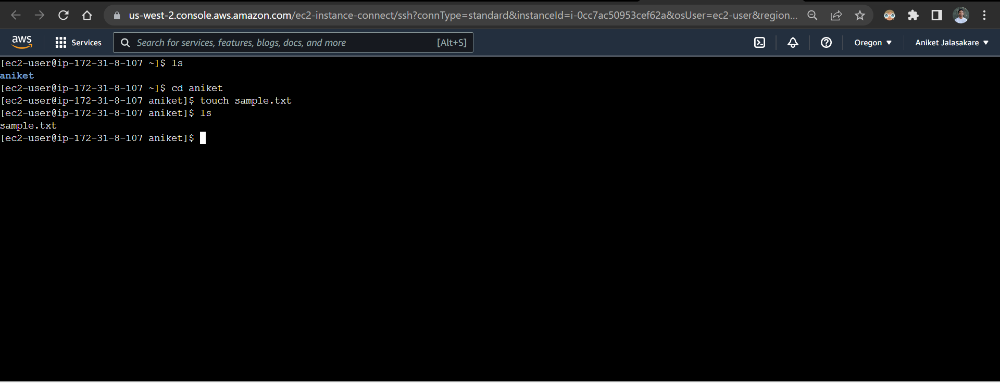 us-west-2.console.aws.amazon.com/ec2-instance-connect/ssh?connType=standard&instanceId=i-0cc7ac50953cef62a&osUser=ec2-user&region...
aws Services Search for services, features, blogs, docs, and more [Alt+S] Oregon Aniket Jalasakare
[ec2-user@ip-172-31-8-107 ~]$ ls
aniket
[ec2-user@ip-172-31-8-107 ~]$ cd aniket
[ec2-user@ip-172-31-8-107 aniket]$ touch sample.txt
[ec2-user@ip-172-31-8-107 aniket]$ ls
sample.txt
[ec2-user@ip-172-31-8-107 aniket]$